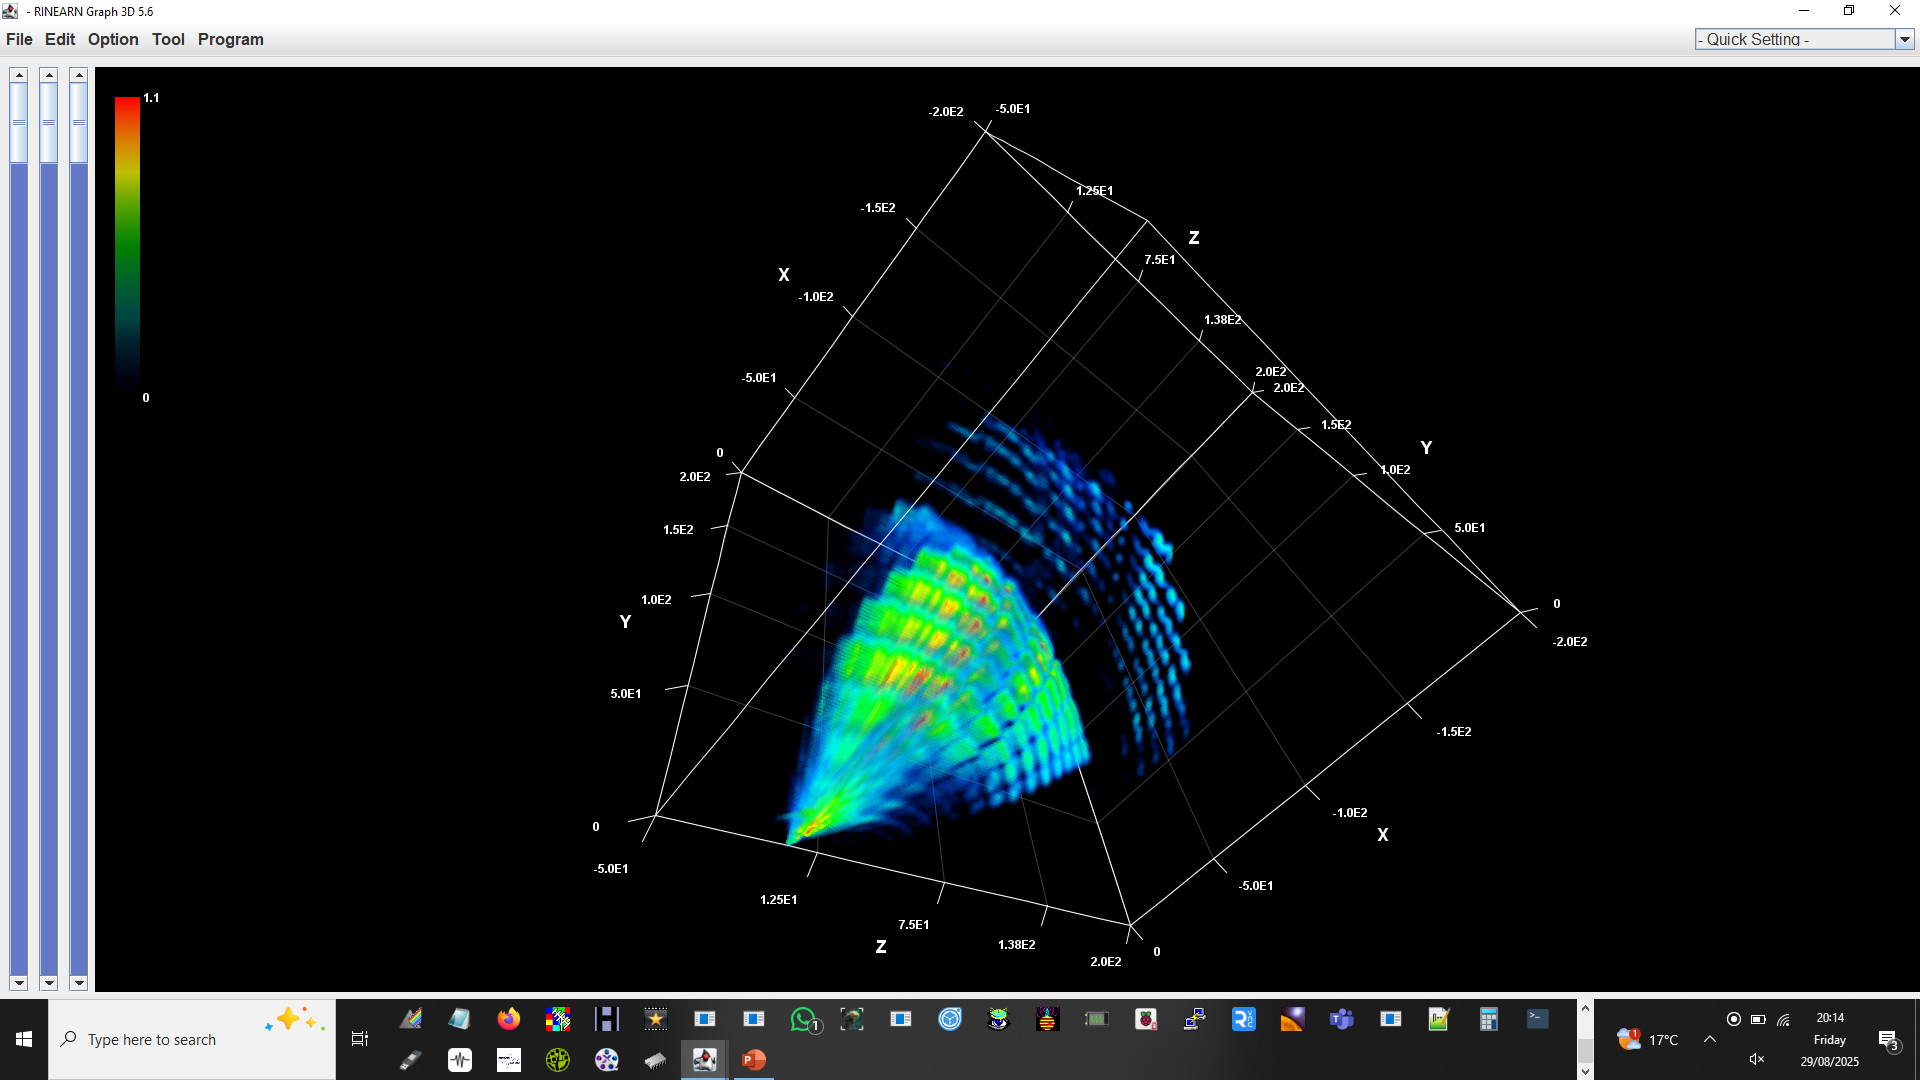 - RINEARN Graph 3D 5.6
File Edit Option Tool Program
- Quick Setting -
1.1
0
-2.0E2
-5.0E1
1.25E1
-1.5E2
Z
7.5E1
X
-1.0E2
1.38E2
2.0E2
2.0E2
-5.0E1
1.5E2
Y
0
1.0E2
2.0E2
1.5E2
5.0E1
1.0E2
0
Y
-2.0E2
5.0E1
-1.5E2
0
-1.0E2
X
-5.0E1
-5.0E1
1.25E1
7.5E1
Z
1.38E2
0
2.0E2
Type here to search
1
P
1
17°C
20:14
Friday
29/08/2025
3